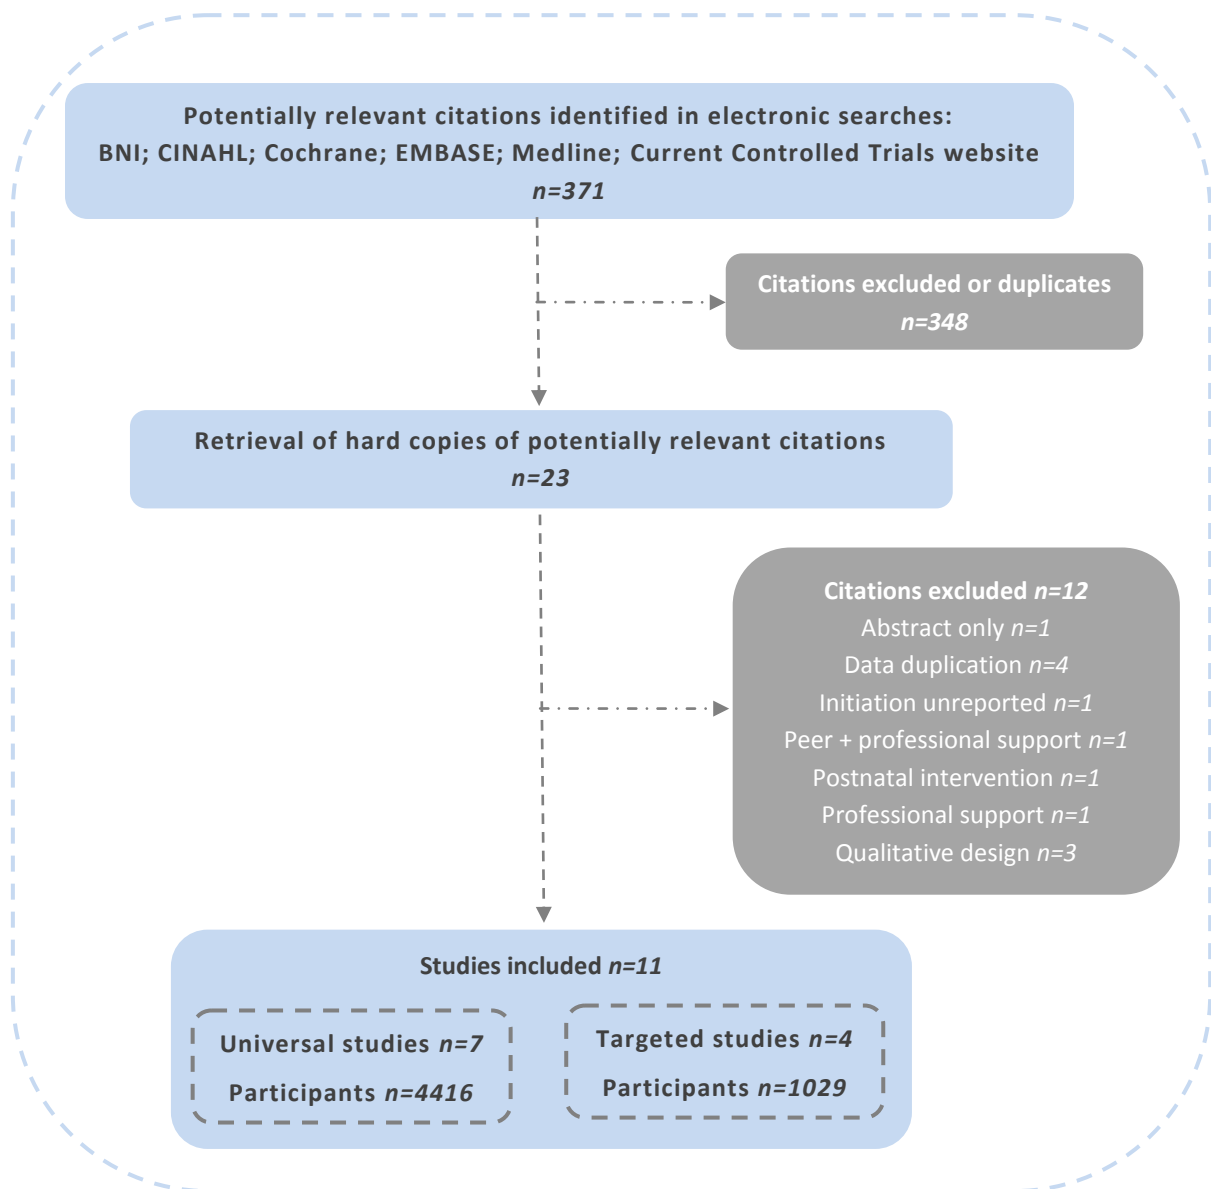 Potentially relevant citations identified in electronic searches:
BNI; CINAHL; Cochrane; EMBASE; Medline; Current Controlled Trials website
n=371
Citations excluded or duplicates
n=348
Retrieval of hard copies of potentially relevant citations
n=23
Citations excluded n=12
Abstract only n=1
Data duplication n=4
Initiation unreported n=1
Peer + professional support n=1
Postnatal intervention n=1
Professional support n=1
Qualitative design n=3
Studies included n=11
Universal studies n=7
Participants n=4416
Targeted studies n=4
Participants n=1029